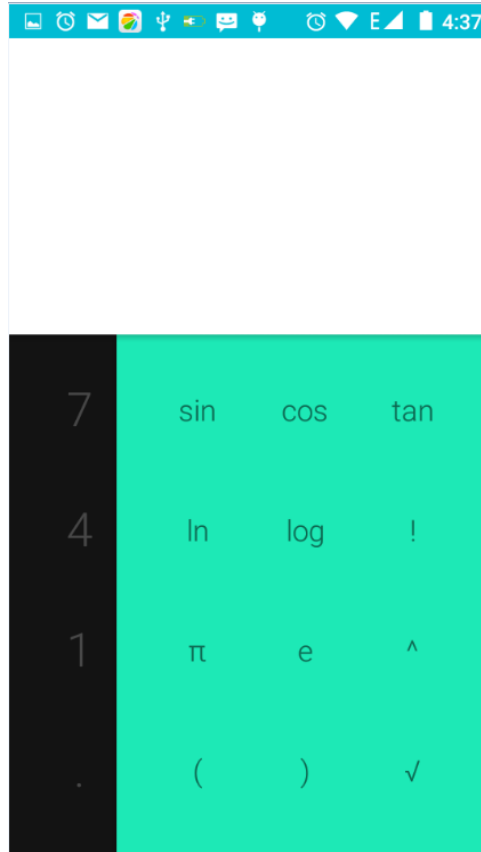 E 4:37
7 sin cos tan
4 ln log !
1 π e ^
. ( ) √